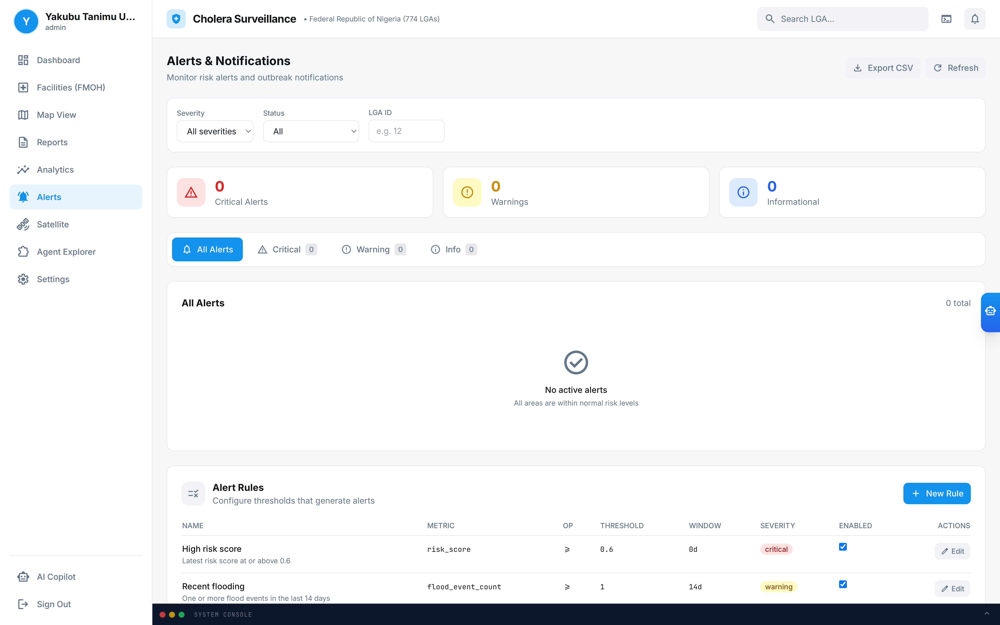 Y
Yakubu Tanimu U...
admin
Dashboard
Facilities (FMOH)
Map View
Reports
Analytics
Alerts
Satellite
Agent Explorer
Settings
AI Copilot
Sign Out
Cholera Surveillance
• Federal Republic of Nigeria (774 LGAs)
Search LGA...
Alerts & Notifications
Monitor risk alerts and outbreak notifications
Export CSV
Refresh
Severity
Status
LGA ID
All severities
All
e.g. 12
0
Critical Alerts
0
Warnings
0
Informational
All Alerts
Critical 0
Warning 0
Info 0
All Alerts
0 total
No active alerts
All areas are within normal risk levels
Alert Rules
Configure thresholds that generate alerts
New Rule
NAME METRIC OP THRESHOLD WINDOW SEVERITY ENABLED ACTIONS
High risk score risk_score ⩾ 0.6 0d critical Edit
Latest risk score at or above 0.6
Recent flooding flood_event_count ⩾ 1 14d warning Edit
One or more flood events in the last 14 days
SYSTEM CONSOLE